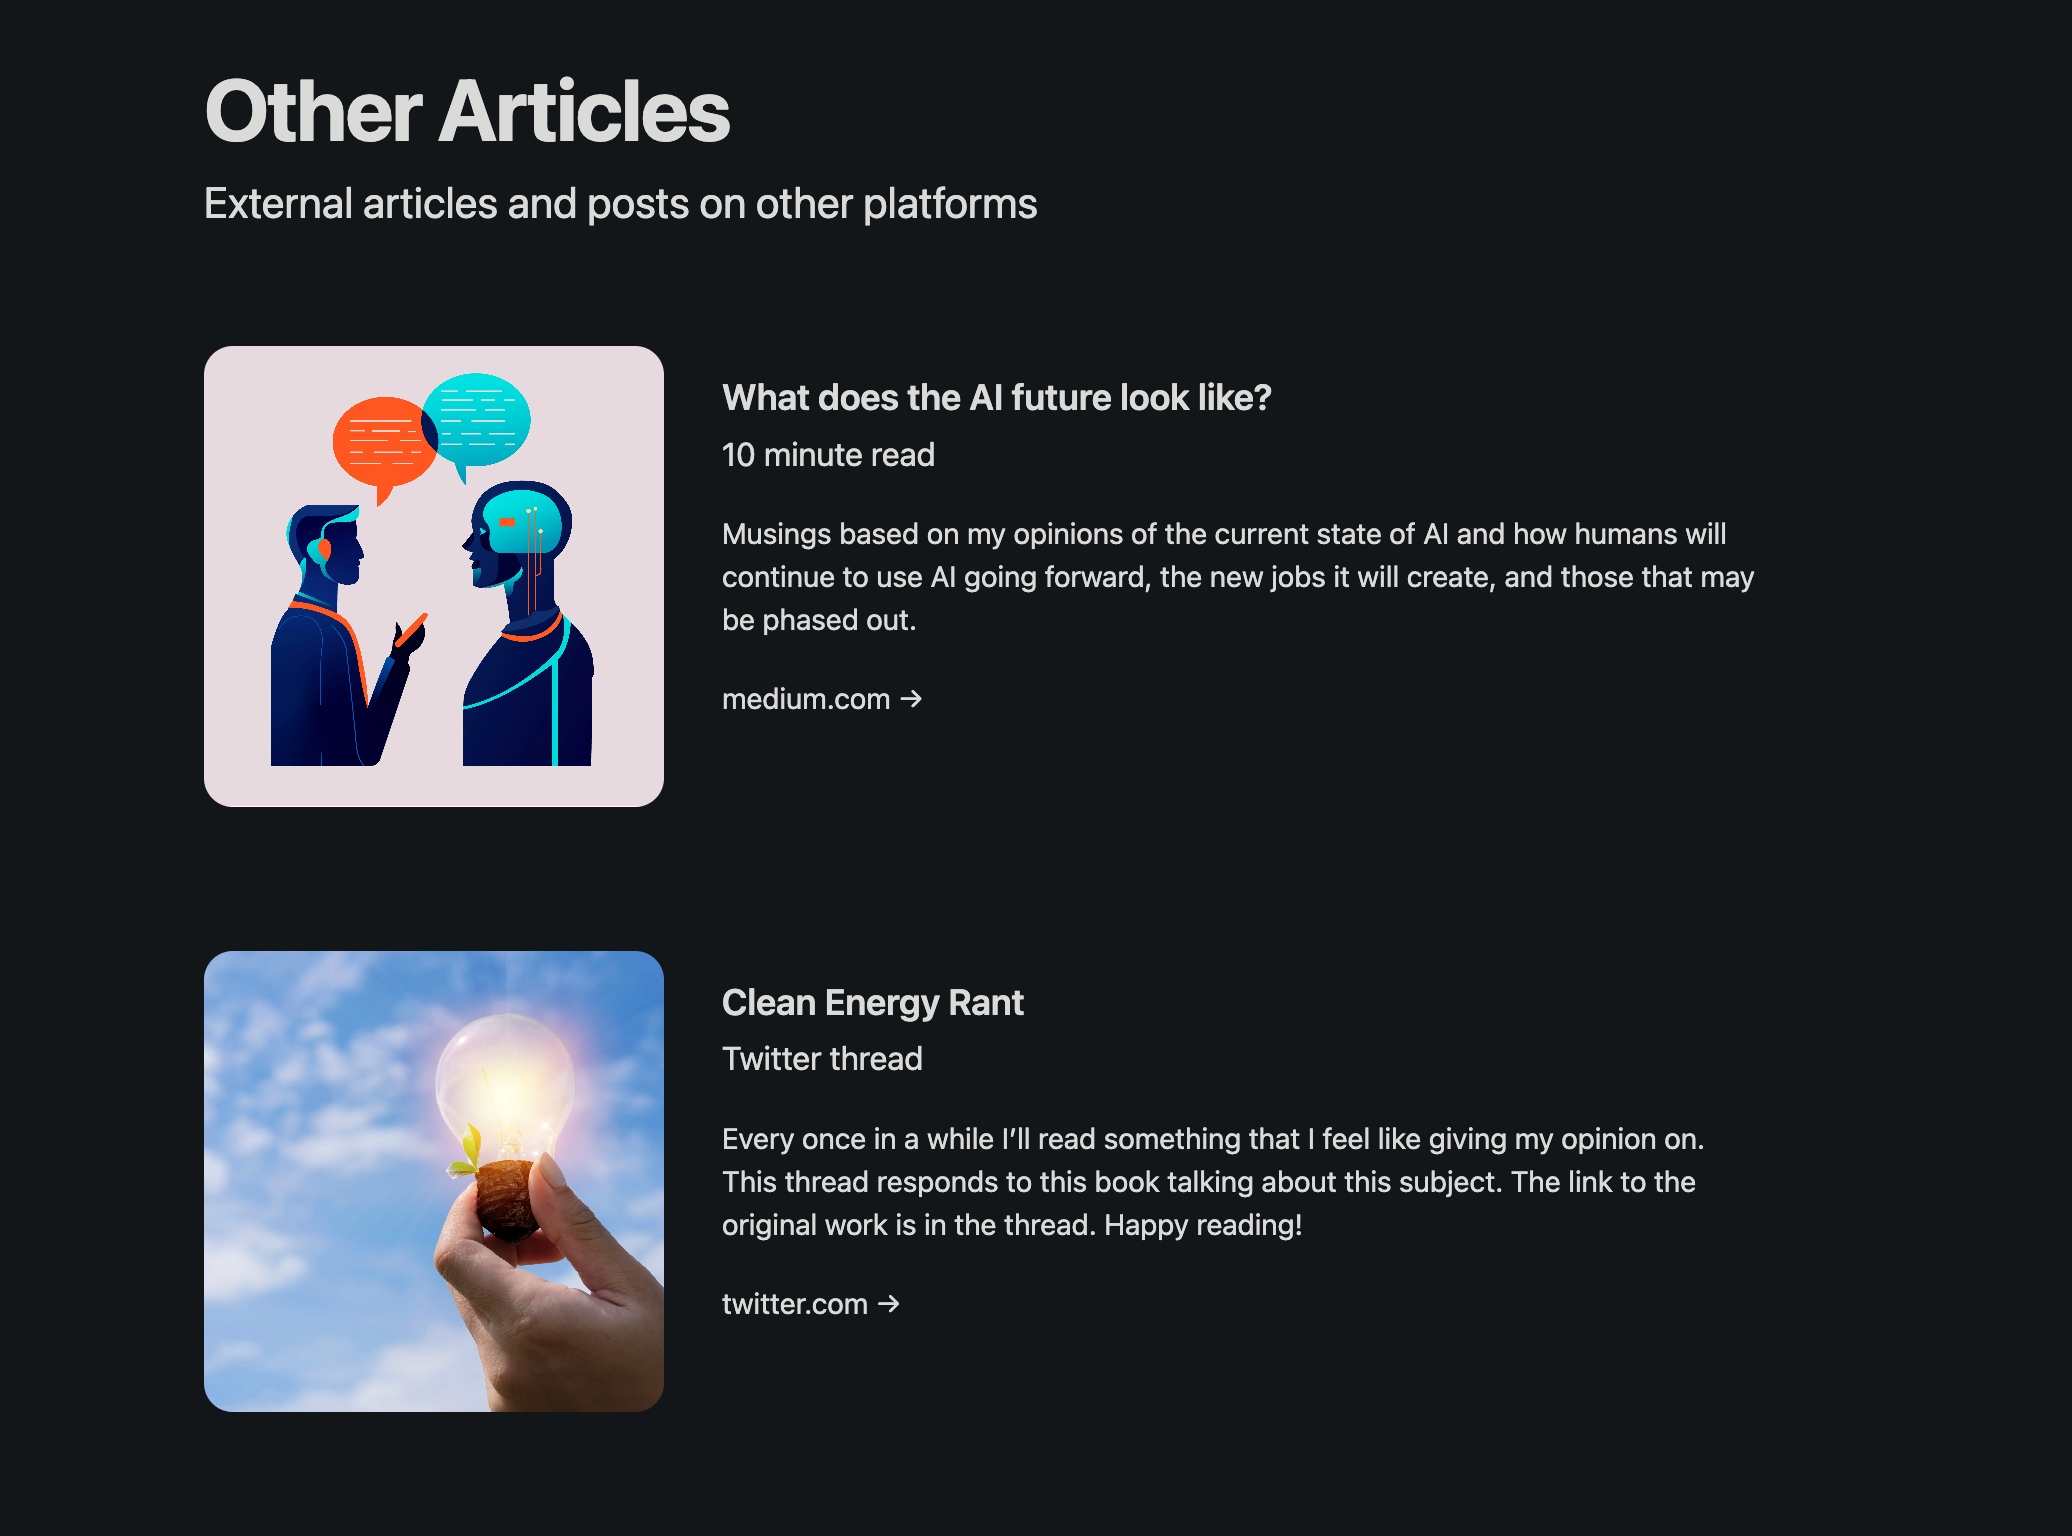 Other Articles
External articles and posts on other platforms
What does the AI future look like?
10 minute read
Musings based on my opinions of the current state of AI and how humans will
continue to use AI going forward, the new jobs it will create, and those that may
be phased out.
medium.com →
Clean Energy Rant
Twitter thread
Every once in a while I’ll read something that I feel like giving my opinion on.
This thread responds to this book talking about this subject. The link to the
original work is in the thread. Happy reading!
twitter.com →